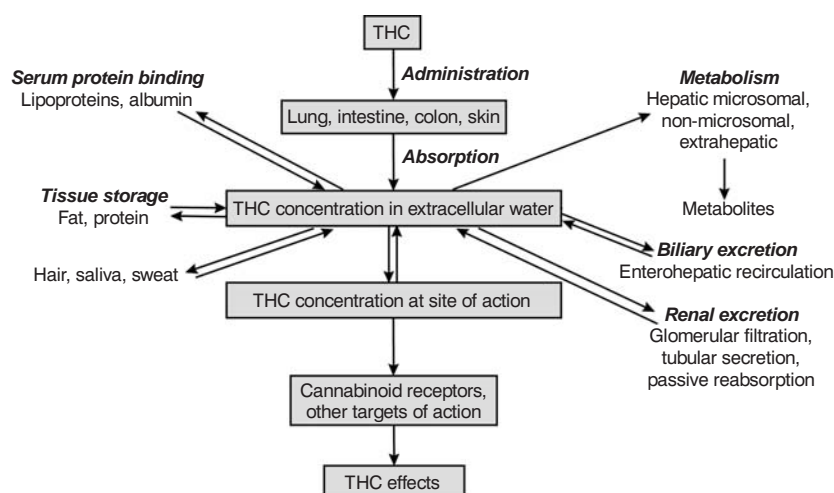 THC
Administration
Serum protein binding
Lipoproteins, albumin
Metabolism
Hepatic microsomal,
non-microsomal,
extrahepatic
Lung, intestine, colon, skin
Absorption
Tissue storage
Fat, protein
THC concentration in extracellular water
Metabolites
Biliary excretion
Enterohepatic recirculation
Hair, saliva, sweat
THC concentration at site of action
Renal excretion
Glomerular filtration,
tubular secretion,
passive reabsorption
Cannabinoid receptors,
other targets of action
THC effects